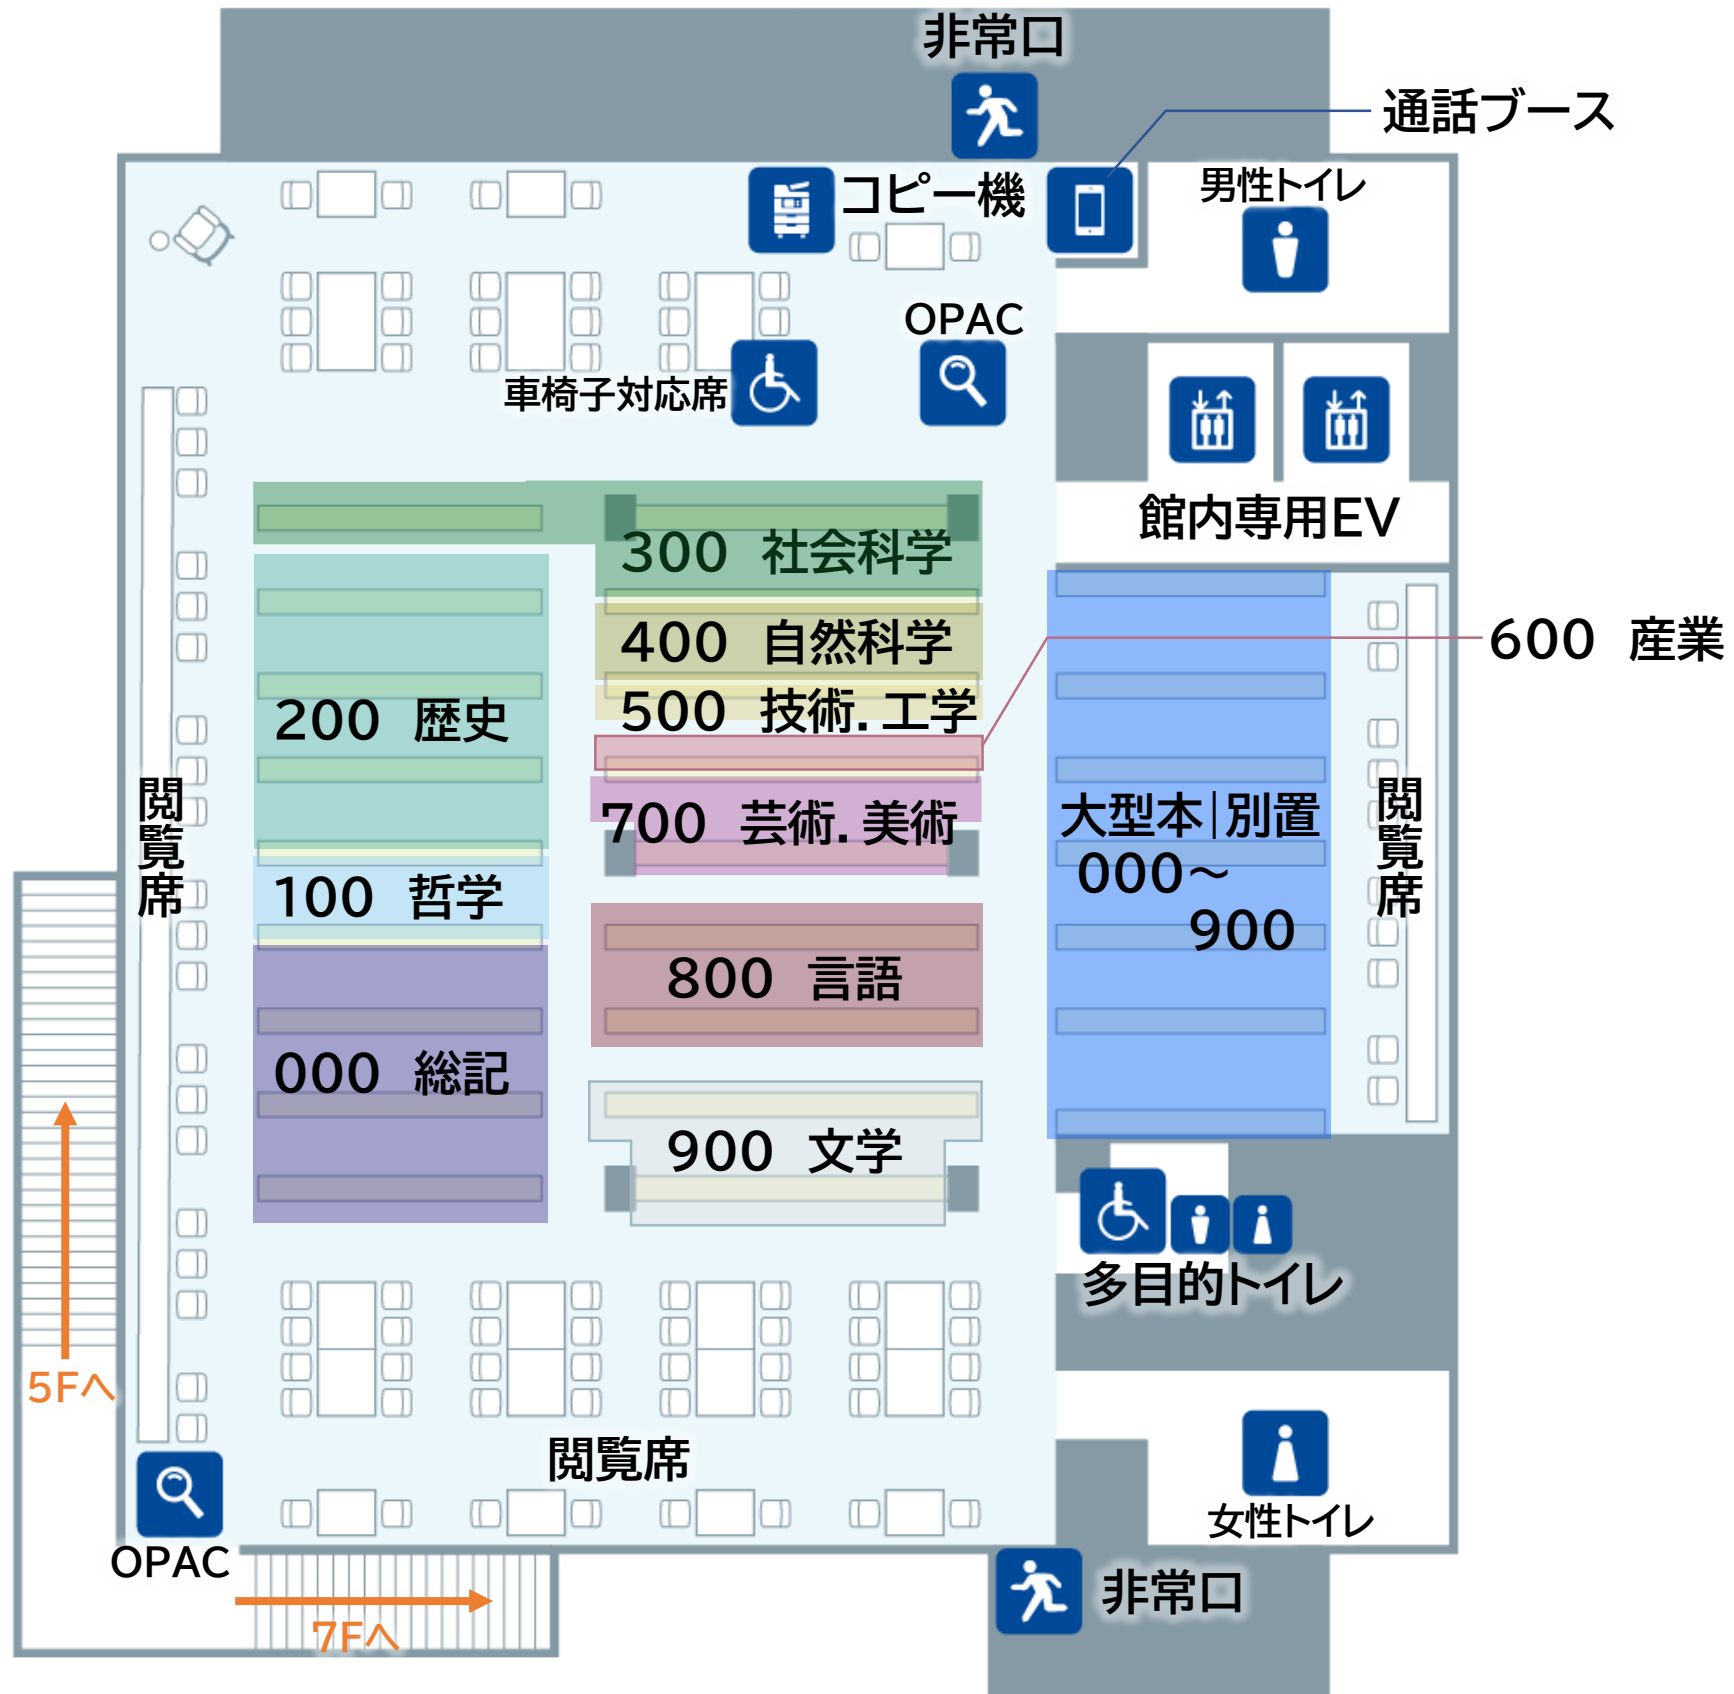 非常口
通話ブース
コピー機
男性トイレ
OPAC
車椅子対応席
館内専用EV
300 社会科学
400 自然科学
600 産業
500 技術.工学
200 歴史
700 芸術.美術
大型本|別置
000～
900
閲覧席
閲覧席
100 哲学
800 言語
000 総記
900 文学
多目的トイレ
5Fへ
閲覧席
女性トイレ
OPAC
非常口
7Fへ